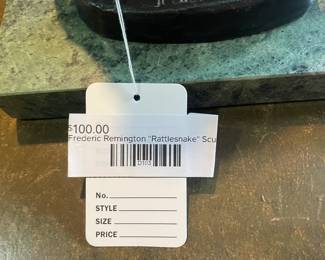 $100.00
Frederic Remington "Rattlesnake" Scu
No.
STYLE
SIZE
PRICE